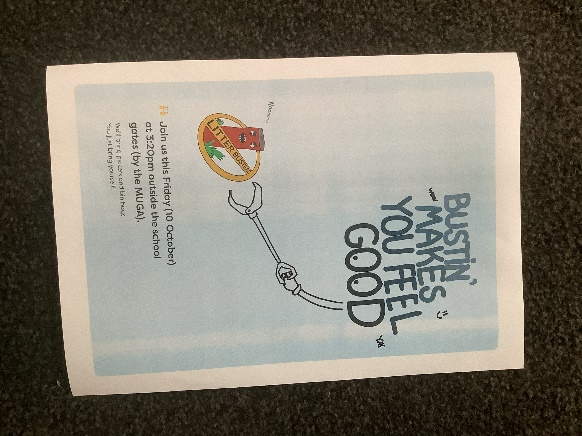 BUSTIN'
MAKES
YOU FEEL
GOOD
LITTER BUSTERS
Join us this Friday (10 October)
at 3:20pm outside the school
gates (by the MUGA).